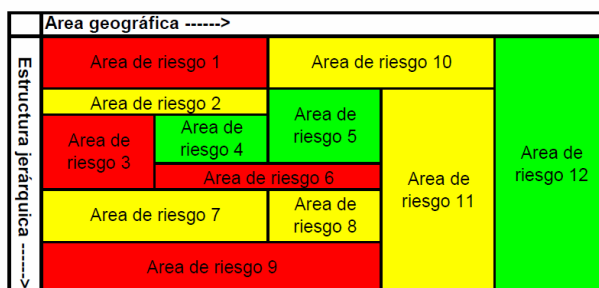 Area geográfica ------>
Estructura jerárquica ----->
Area de riesgo 1
Area de riesgo 10
Area de riesgo 2
Area de
riesgo 3
Area de
riesgo 4
Area de
riesgo 5
Area de riesgo 6
Area de
riesgo 11
Area de
riesgo 12
Area de riesgo 7
Area de
riesgo 8
Area de riesgo 9